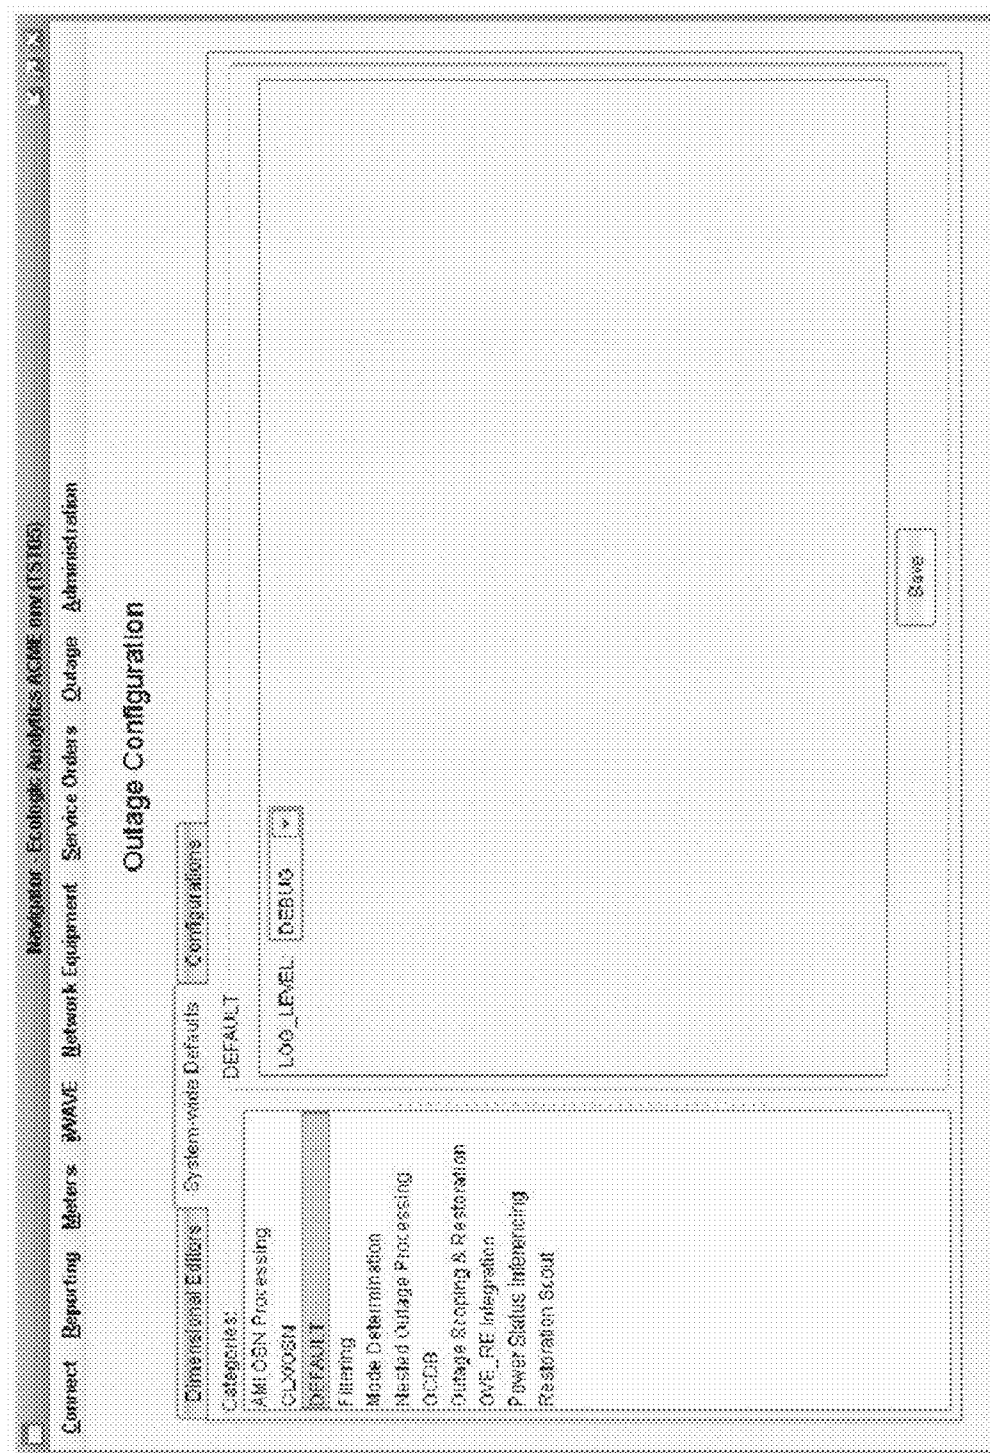 Navigator Ecologic Analytics ACME env (TST05)
Connect Reporting Meters WAVE Network Equipment Service Orders Outage Administration
Outage Configuration
Dimensional Editors System-wide Defaults Configurations
Categories:
AMI OSN Processing
DEFAULT
Filtering
Mode Determination
Nested Outage Processing
OCDB
Outage Scoping & Restoration
OVE_RE Integration
Power Status Inferencing
Restoration Scout
DEFAULT
LOG_LEVEL: DEBUG
Save